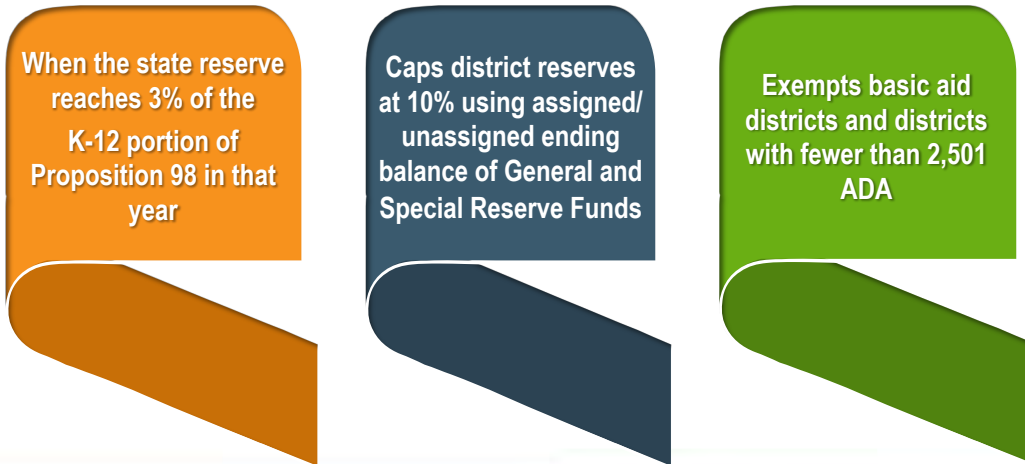 When the state reserve
reaches 3% of the
K-12 portion of
Proposition 98 in that
year
Caps district reserves
at 10% using assigned/
unassigned ending
balance of General and
Special Reserve Funds
Exempts basic aid
districts and districts
with fewer than 2,501
ADA